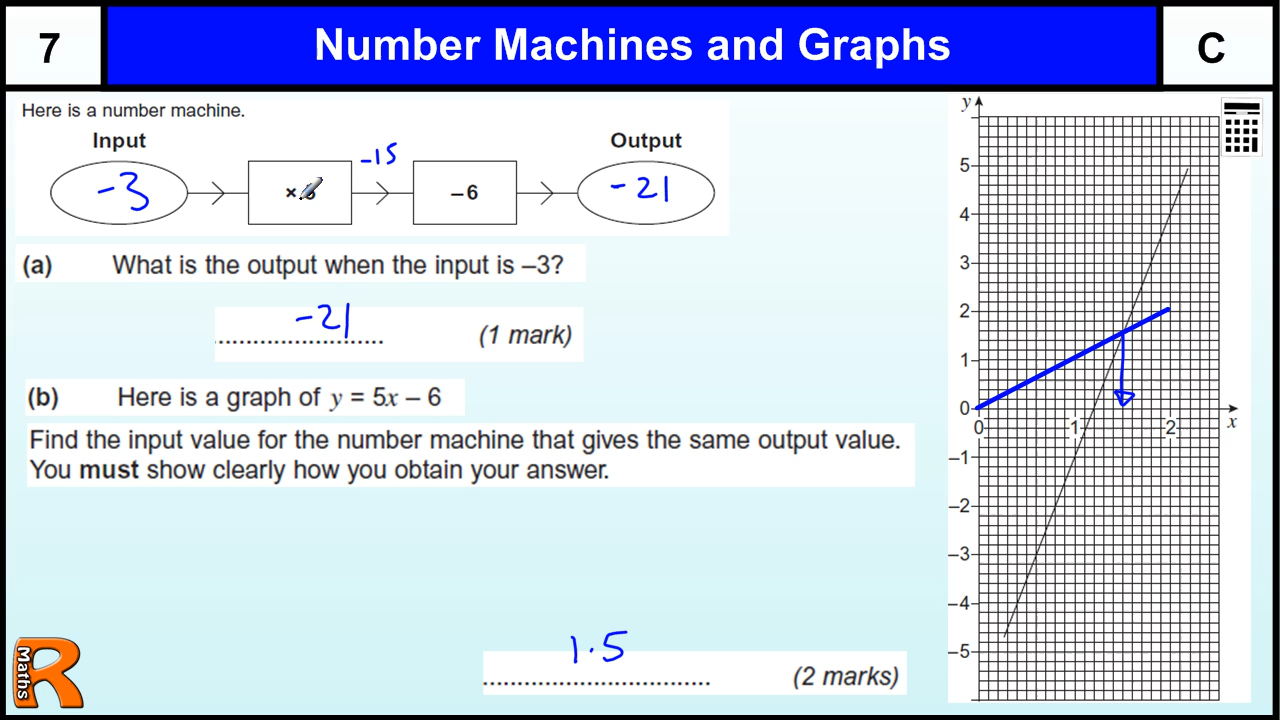 7
Number Machines and Graphs
C
Here is a number machine.
Input
Output
-3
×
-15
– 6
-21
(a) What is the output when the input is –3?
-21
(1 mark)
(b) Here is a graph of y = 5x – 6
Find the input value for the number machine that gives the same output value.
You must show clearly how you obtain your answer.
1.5
(2 marks)
y
5
4
3
2
1
0
0 1 2 x
–1
–2
–3
–4
–5
R
Maths